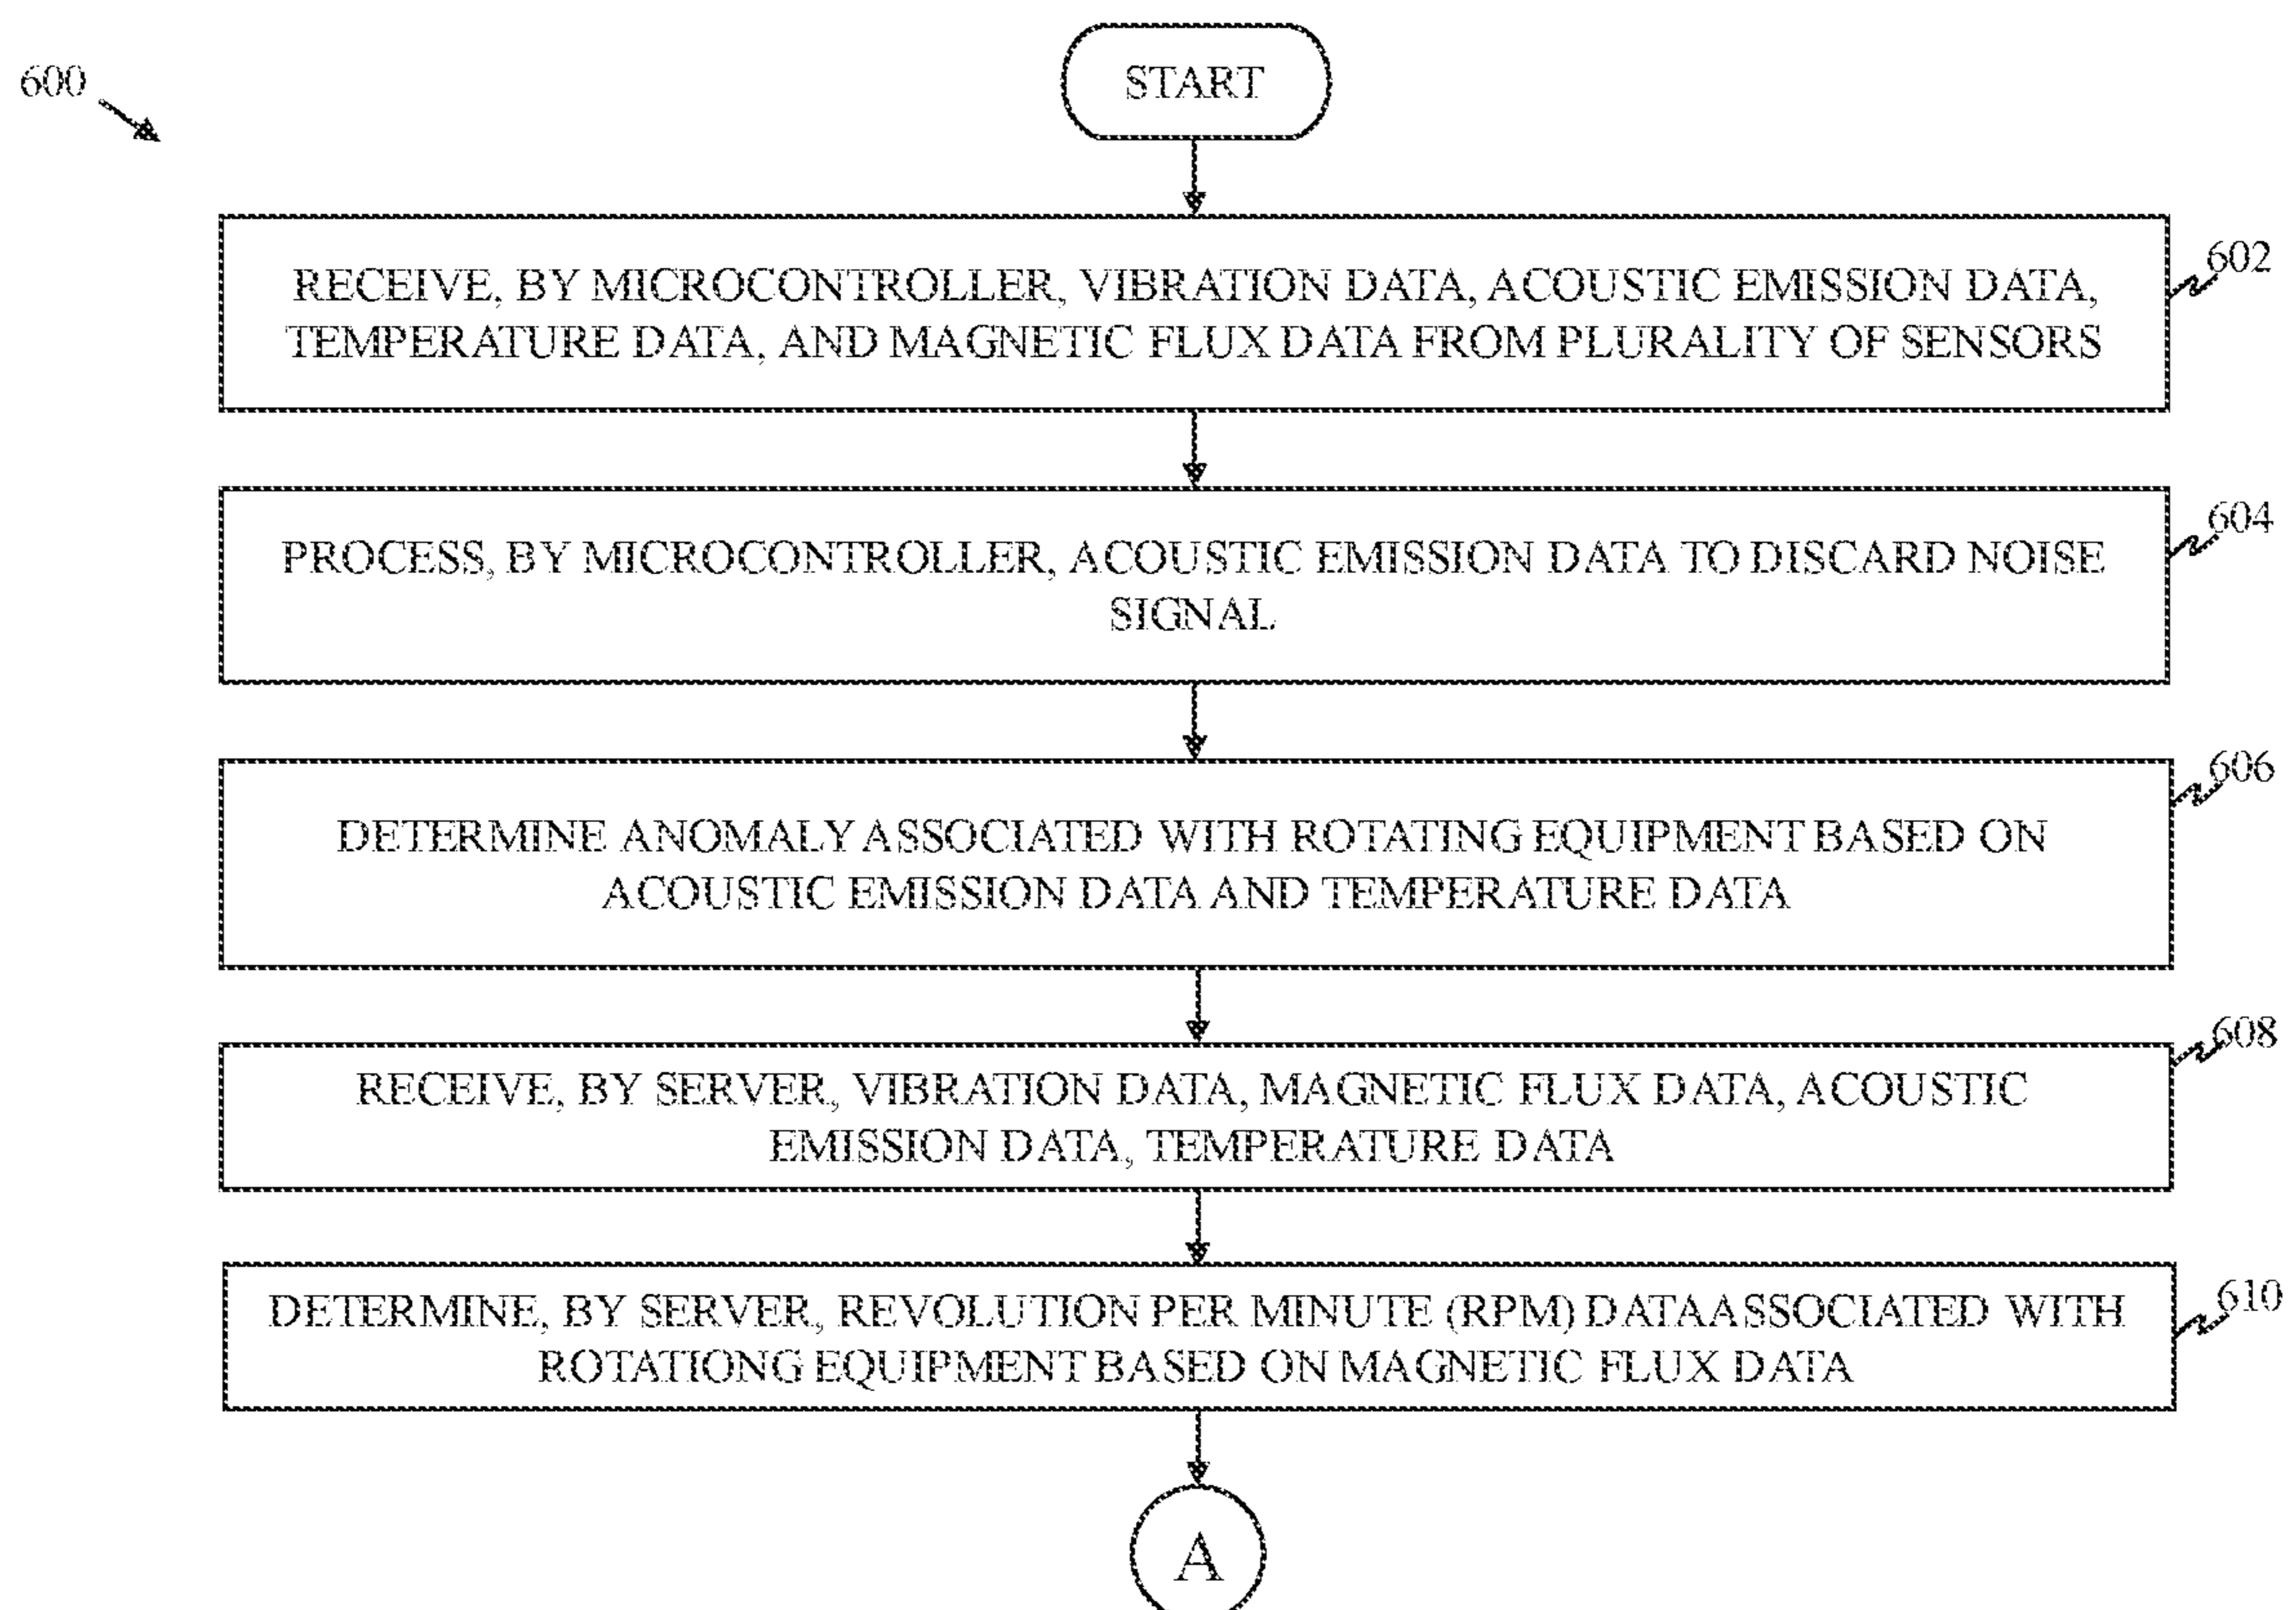 600
START
602
RECEIVE, BY MICROCONTROLLER, VIBRATION DATA, ACOUSTIC EMISSION DATA,
TEMPERATURE DATA, AND MAGNETIC FLUX DATA FROM PLURALITY OF SENSORS
604
PROCESS, BY MICROCONTROLLER, ACOUSTIC EMISSION DATA TO DISCARD NOISE
SIGNAL
606
DETERMINE ANOMALY ASSOCIATED WITH ROTATING EQUIPMENT BASED ON
ACOUSTIC EMISSION DATA AND TEMPERATURE DATA
608
RECEIVE, BY SERVER, VIBRATION DATA, MAGNETIC FLUX DATA, ACOUSTIC
EMISSION DATA, TEMPERATURE DATA
610
DETERMINE, BY SERVER, REVOLUTION PER MINUTE (RPM) DATA ASSOCIATED WITH
ROTATIONG EQUIPMENT BASED ON MAGNETIC FLUX DATA
A